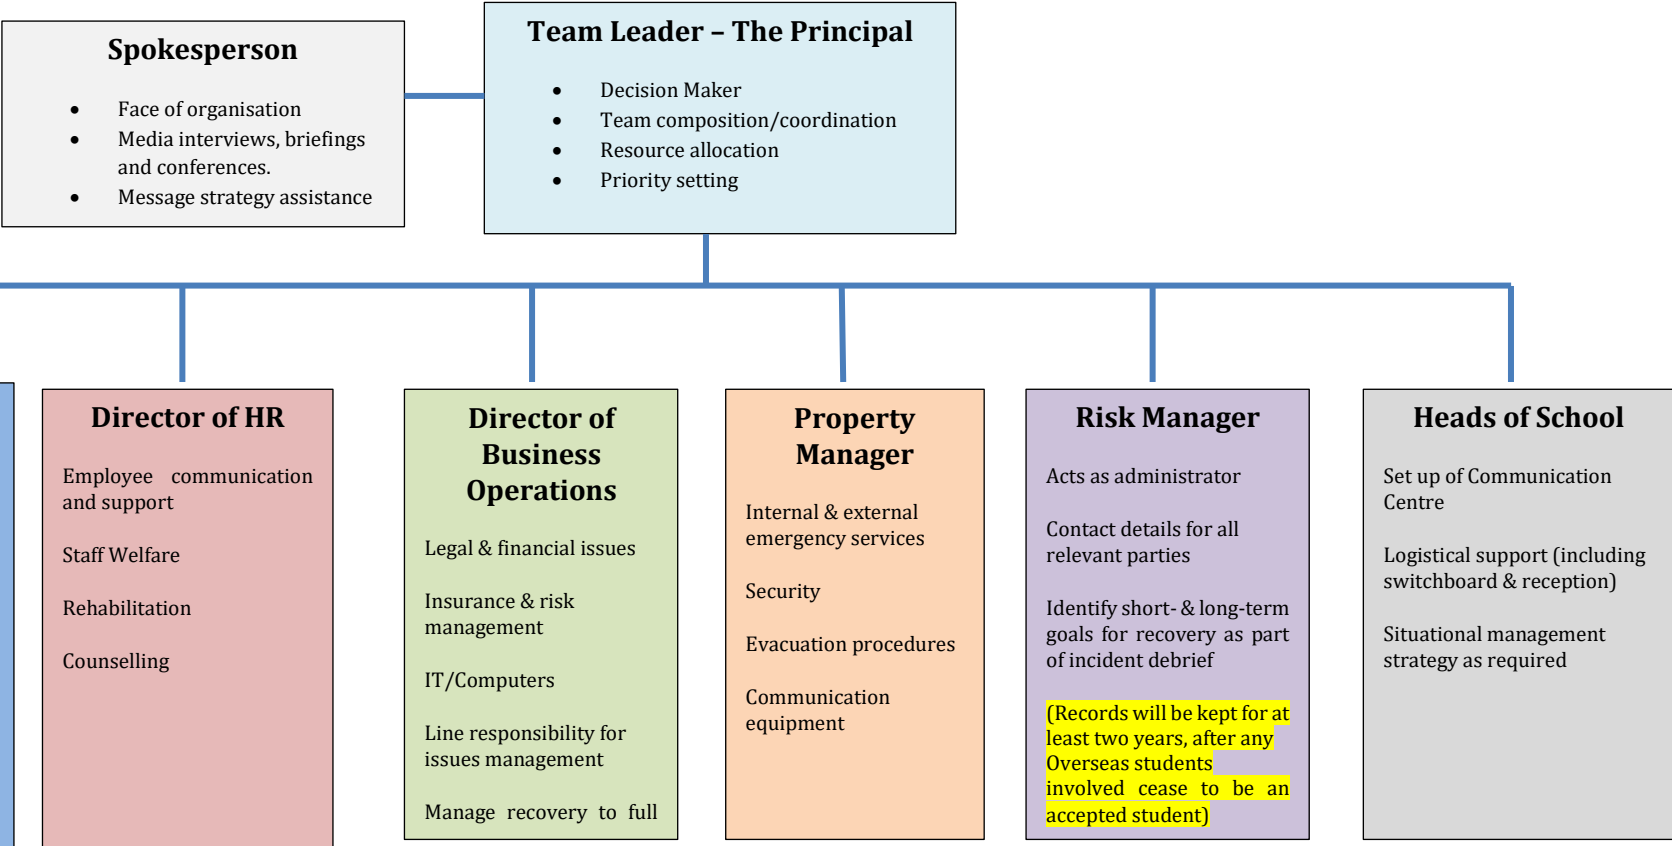 Spokesperson
• Face of organisation
• Media interviews, briefings
and conferences.
• Message strategy assistance
Team Leader – The Principal
• Decision Maker
• Team composition/coordination
• Resource allocation
• Priority setting
Director of HR
Employee communication
and support
Staff Welfare
Rehabilitation
Counselling
Director of
Business
Operations
Legal & financial issues
Insurance & risk
management
IT/Computers
Line responsibility for
issues management
Manage recovery to full
Property
Manager
Internal & external
emergency services
Security
Evacuation procedures
Communication
equipment
Risk Manager
Acts as administrator
Contact details for all
relevant parties
Identify short- & long-term
goals for recovery as part
of incident debrief
(Records will be kept for at
least two years, after any
Overseas students
involved cease to be an
accepted student)
Heads of School
Set up of Communication
Centre
Logistical support (including
switchboard & reception)
Situational management
strategy as required